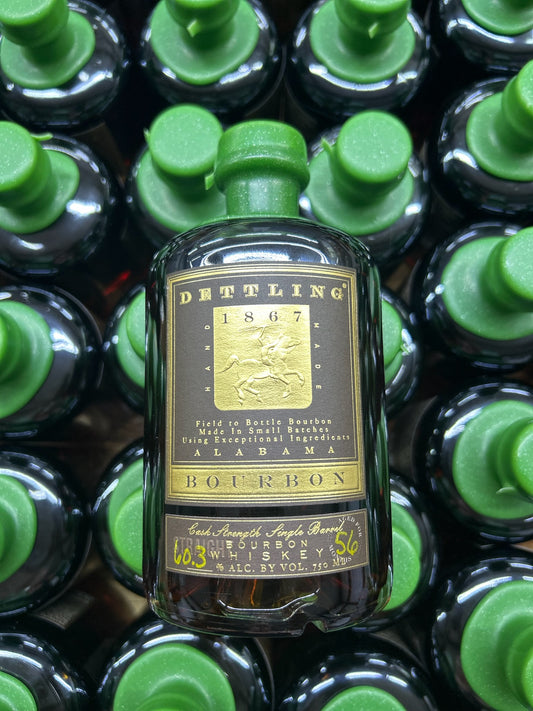 DETTLING®
1867
HAND MADE
Field to Bottle Bourbon
Made In Small Batches
Using Exceptional Ingredients
ALABAMA
BOURBON
Cask Strength Single Barrel
STRAIGHT BOURBON
60.3 WHISKEY 56
% ALC. BY VOL. 750